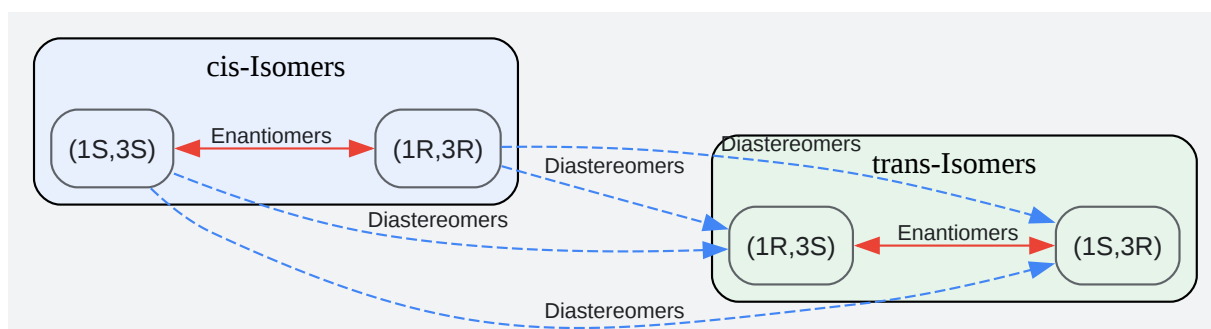 cis-Isomers
(1S,3S)
Enantiomers
(1R,3R)
Diastereomers
trans-Isomers
Diastereomers
Diastereomers
(1R,3S)
Enantiomers
(1S,3R)
Diastereomers